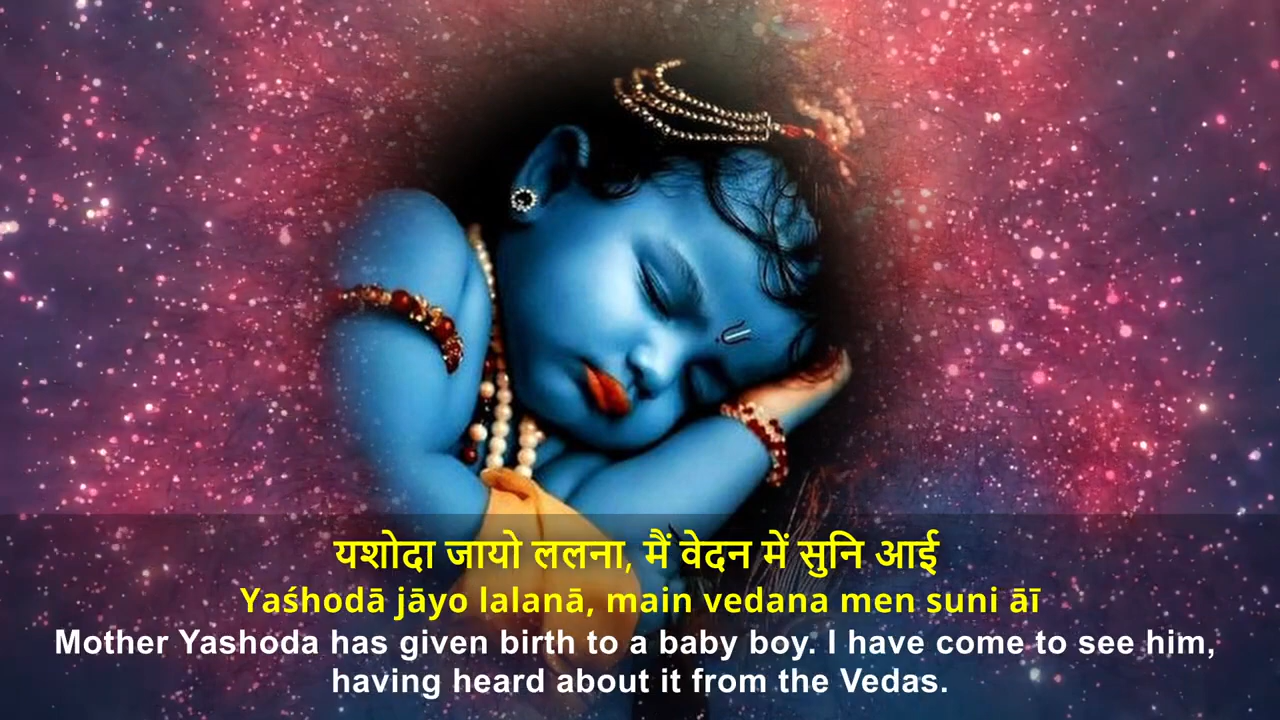 यशोदा जायो ललना, मैं वेदन में सुनि आई
Yaśhodā jāyo lalanā, main vedana men suni āī
Mother Yashoda has given birth to a baby boy. I have come to see him,
having heard about it from the Vedas.